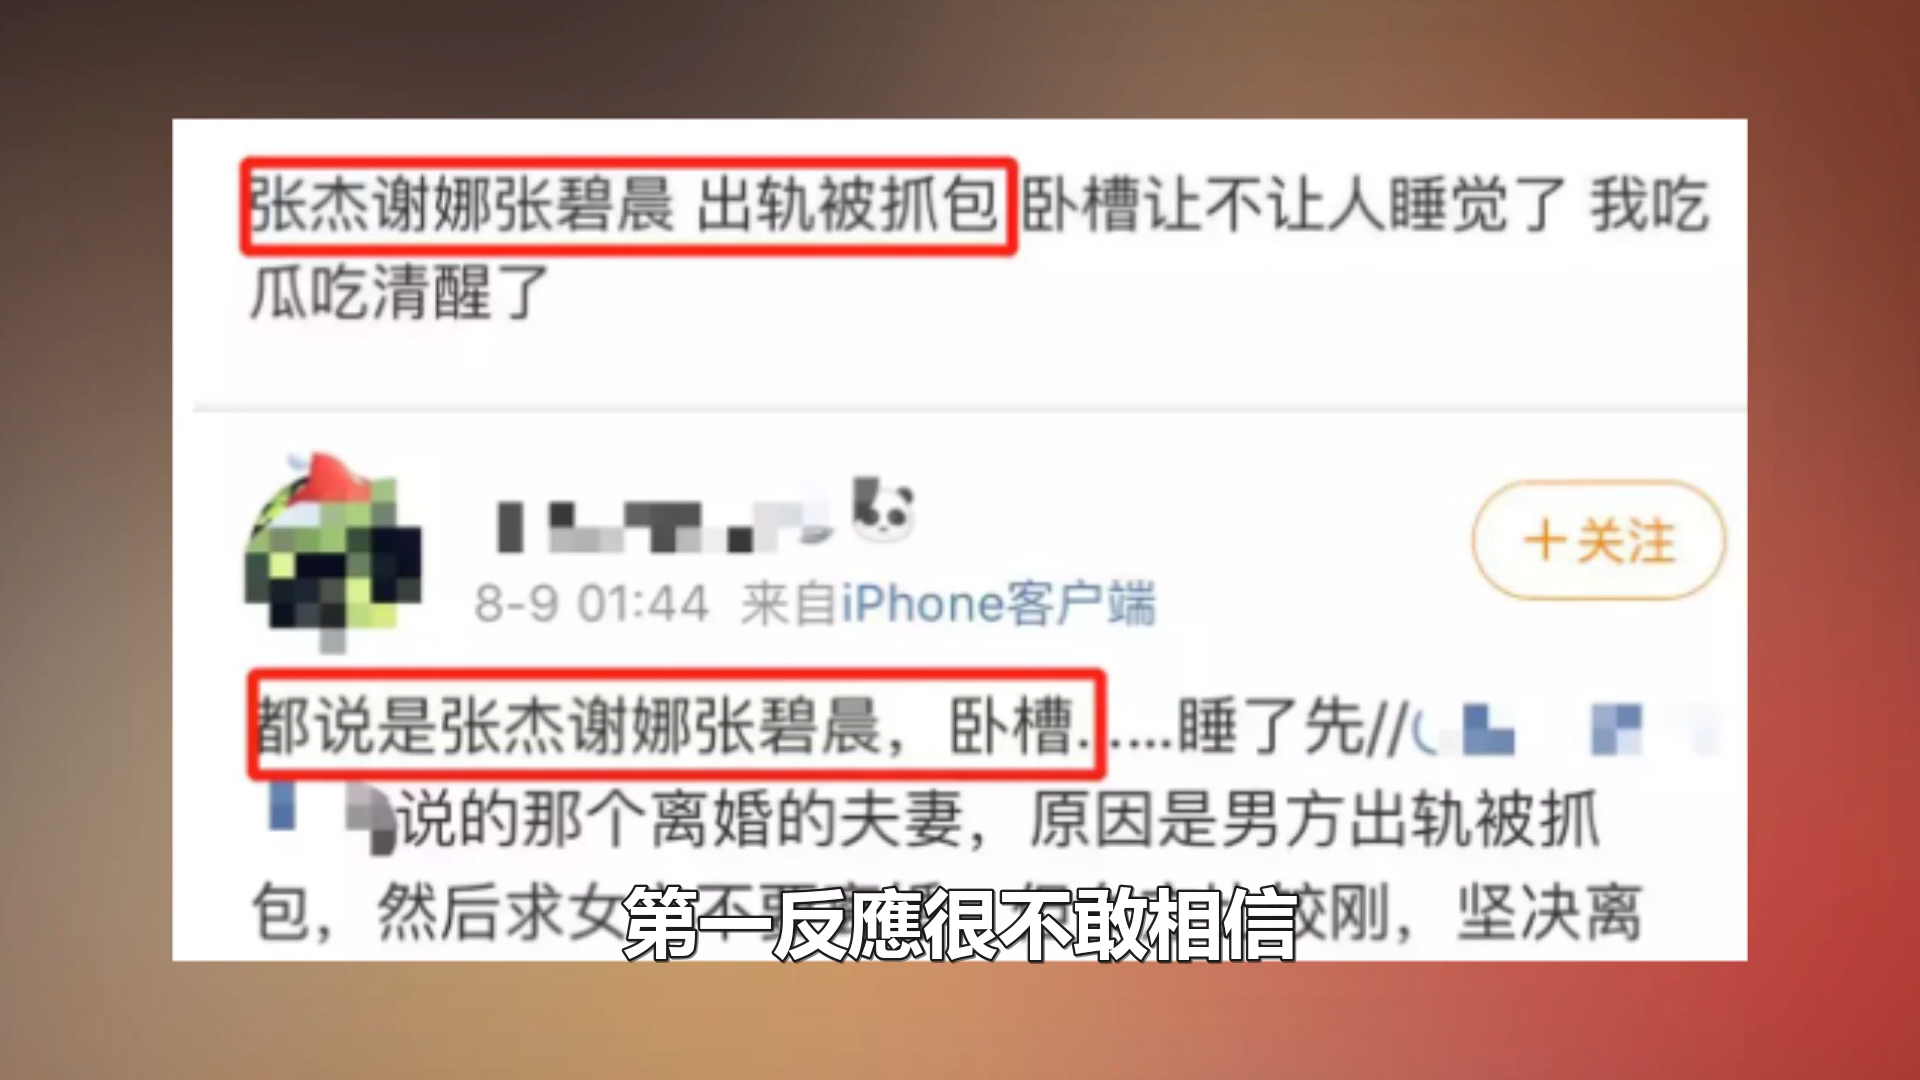 张杰谢娜张碧晨 出轨被抓包 卧槽让不让人睡觉了 我吃
瓜吃清醒了
+关注
8-9 01:44 来自iPhone客户端
都说是张杰谢娜张碧晨，卧槽……睡了先//
说的那个离婚的夫妻，原因是男方出轨被抓
包，然后求女 不 较刚，坚决离
第一反應很不敢相信